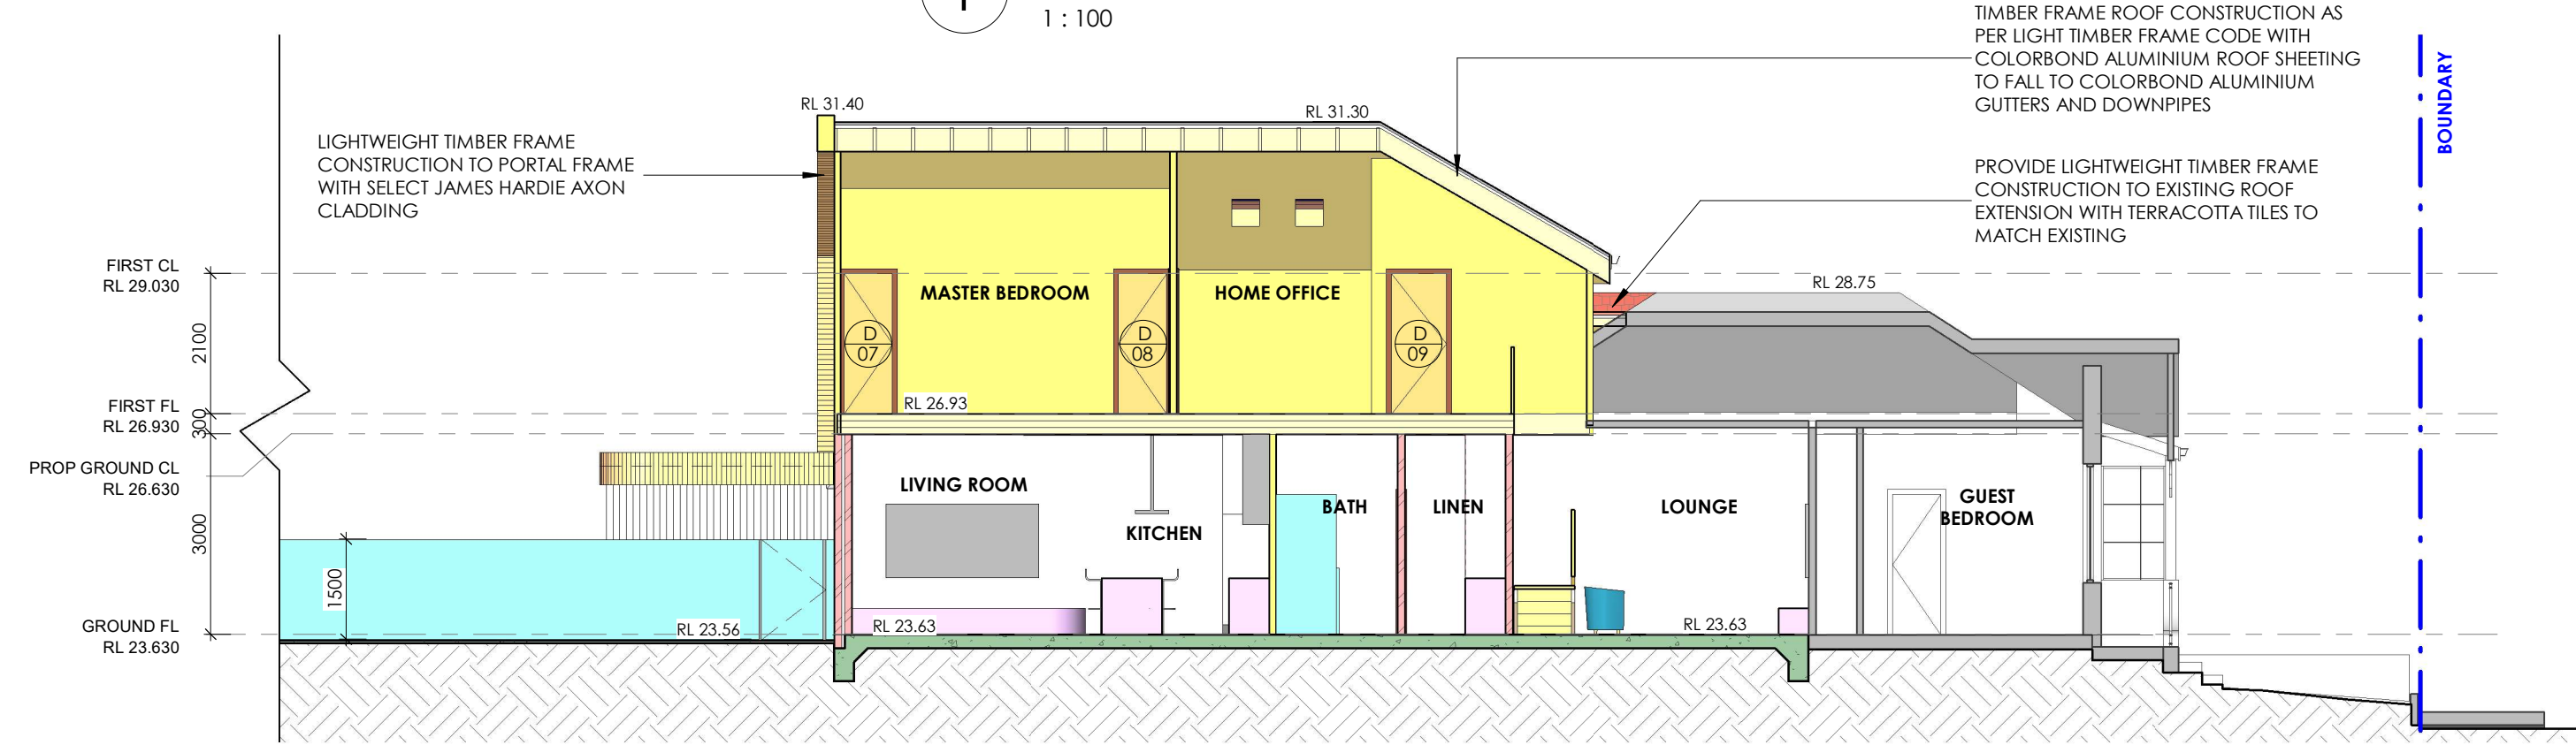 1 : 100
TIMBER FRAME ROOF CONSTRUCTION AS
PER LIGHT TIMBER FRAME CODE WITH
COLORBOND ALUMINIUM ROOF SHEETING
TO FALL TO COLORBOND ALUMINIUM
GUTTERS AND DOWNPIPES
BOUNDARY
RL 31.40
RL 31.30
LIGHTWEIGHT TIMBER FRAME
CONSTRUCTION TO PORTAL FRAME
WITH SELECT JAMES HARDIE AXON
CLADDING
PROVIDE LIGHTWEIGHT TIMBER FRAME
CONSTRUCTION TO EXISTING ROOF
EXTENSION WITH TERRACOTTA TILES TO
MATCH EXISTING
FIRST CL
RL 29.030
MASTER BEDROOM
HOME OFFICE
RL 28.75
2100
D
07
D
08
D
09
FIRST FL
RL 26.930
300
RL 26.93
PROP GROUND CL
RL 26.630
3000
LIVING ROOM
KITCHEN
BATH
LINEN
LOUNGE
GUEST
BEDROOM
1500
GROUND FL
RL 23.630
RL 23.56
RL 23.63
RL 23.63